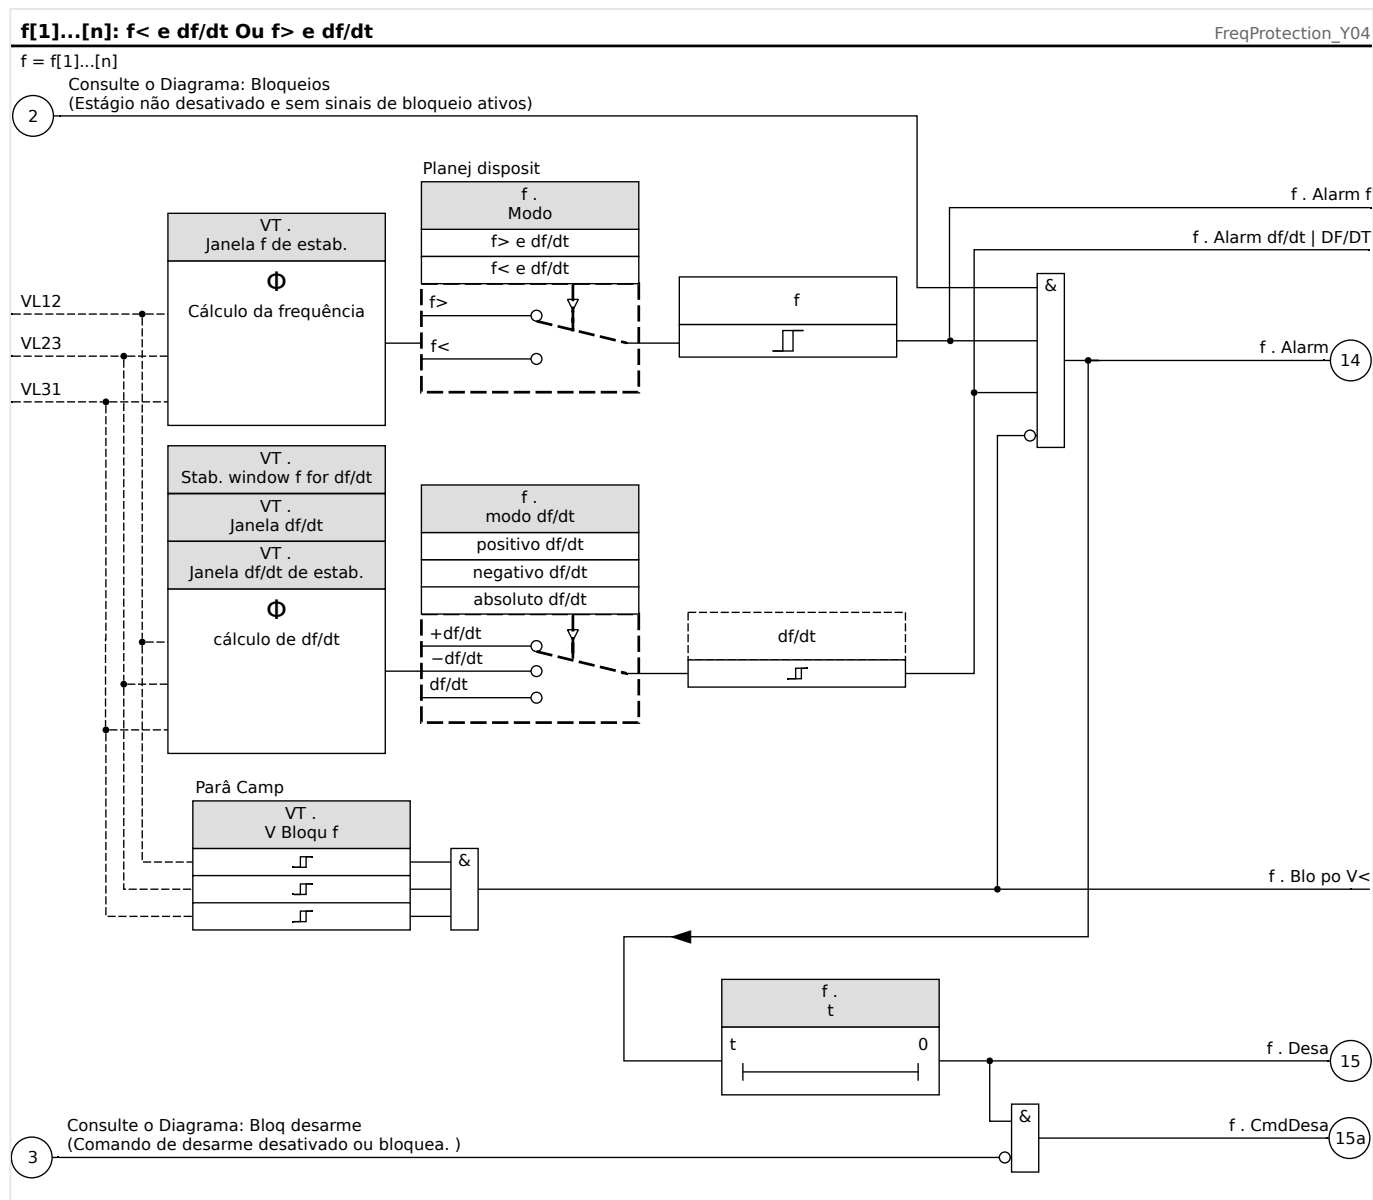 f[1]...[n]: f< e df/dt Ou f> e df/dt
FreqProtection_Y04
f = f[1]...[n]
Consulte o Diagrama: Bloqueios
(Estágio não desativado e sem sinais de bloqueio ativos)
2
Planej disposit
f .
Modo
f> e df/dt
f< e df/dt
f>
f<
VT .
Janela f de estab.
Φ
Cálculo da frequência
VL12
VL23
VL31
f
f . Alarm f
f . Alarm df/dt | DF/DT
&
f . Alarm
14
VT .
Stab. window f for df/dt
VT .
Janela df/dt
VT .
Janela df/dt de estab.
Φ
cálculo de df/dt
f .
modo df/dt
positivo df/dt
negativo df/dt
absoluto df/dt
+df/dt
−df/dt
df/dt
df/dt
Parâ Camp
VT .
V Bloqu f
&
f . Blo po V<
f .
t
t
0
f . Desa
15
&
f . CmdDesa
15a
Consulte o Diagrama: Bloq desarme
(Comando de desarme desativado ou bloquea. )
3